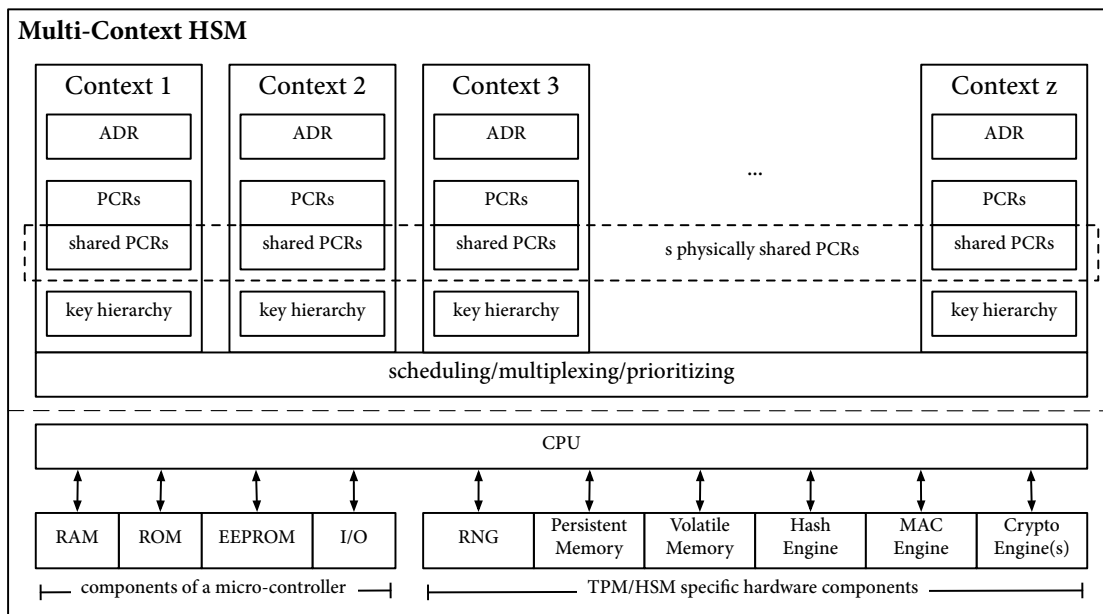 Multi-Context HSM
Context 1 Context 2 Context 3 Context z
ADR ADR ADR ADR
...
PCRs PCRs PCRs PCRs
shared PCRs shared PCRs shared PCRs s physically shared PCRs shared PCRs
key hierarchy key hierarchy key hierarchy key hierarchy
scheduling/multiplexing/prioritizing
CPU
RAM ROM EEPROM I/O RNG Persistent Memory Volatile Memory Hash Engine MAC Engine Crypto Engine(s)
components of a micro-controller TPM/HSM specific hardware components